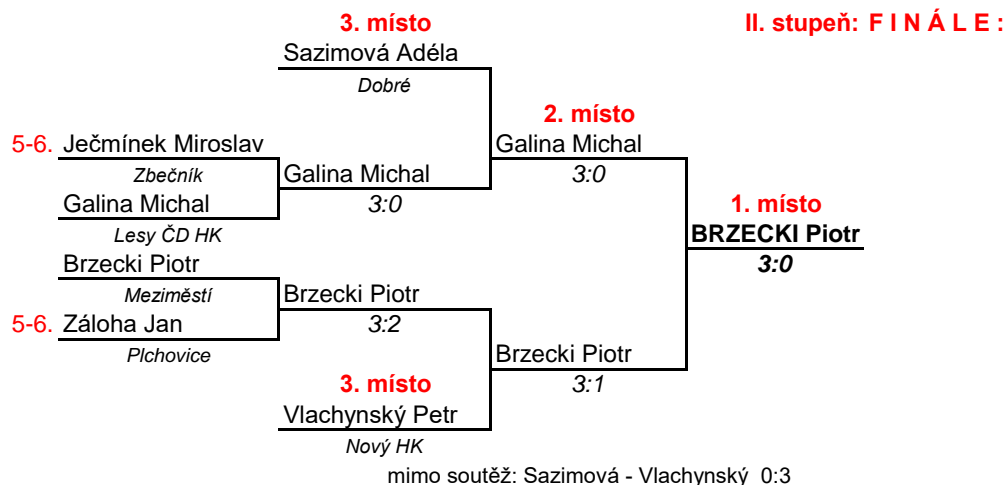 3. místo
II. stupeň: F I N Á L E :
Sazimová Adéla
Dobré
2. místo
5-6. Ječmínek Miroslav
Galina Michal
Zbečník
Galina Michal
3:0
Galina Michal
3:0
1. místo
Lesy ČD HK
BRZECKI Piotr
Brzecki Piotr
3:0
Meziměstí
Brzecki Piotr
5-6. Záloha Jan
3:2
Plchovice
Brzecki Piotr
3. místo
3:1
Vlachynský Petr
Nový HK
mimo soutěž: Sazimová - Vlachynský 0:3